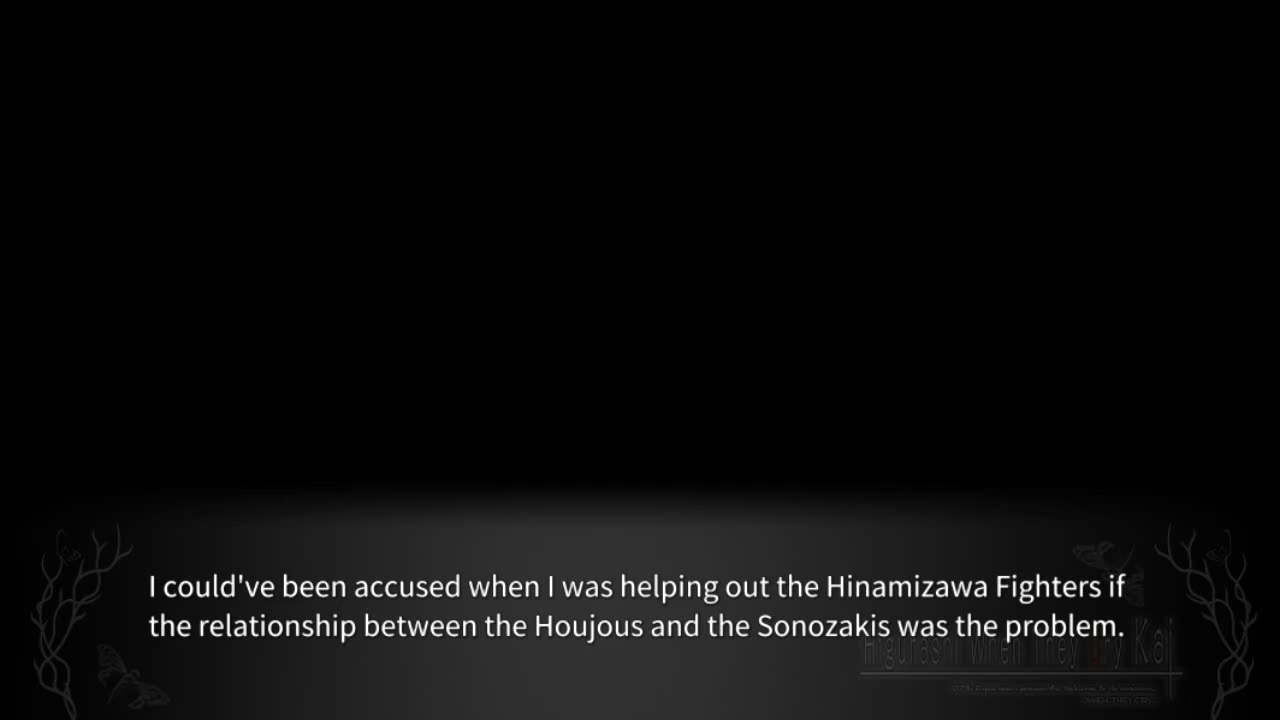 I could've been accused when I was helping out the Hinamizawa Fighters if
the relationship between the Houjous and the Sonozakis was the problem.
Higurashi When They Cry Kai